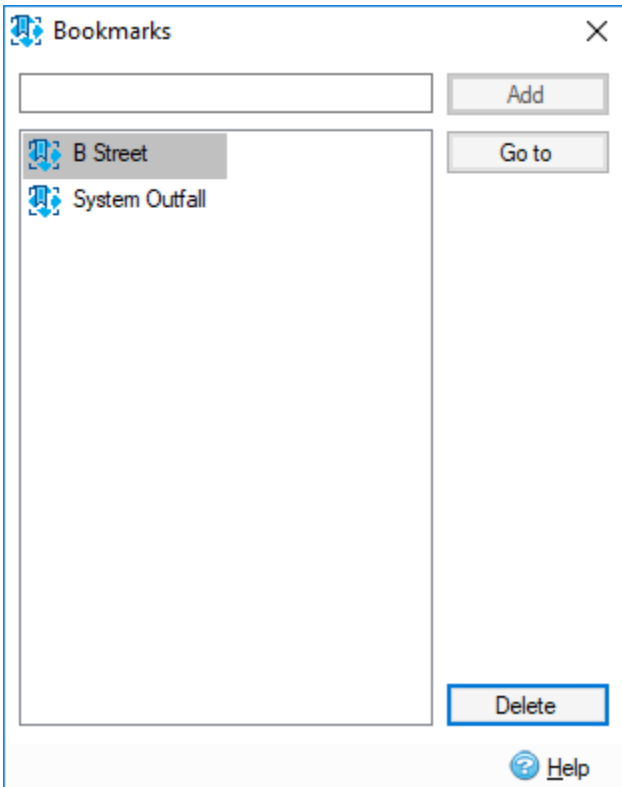 Bookmarks
Add
B Street
Go to
System Outfall
Delete
Help